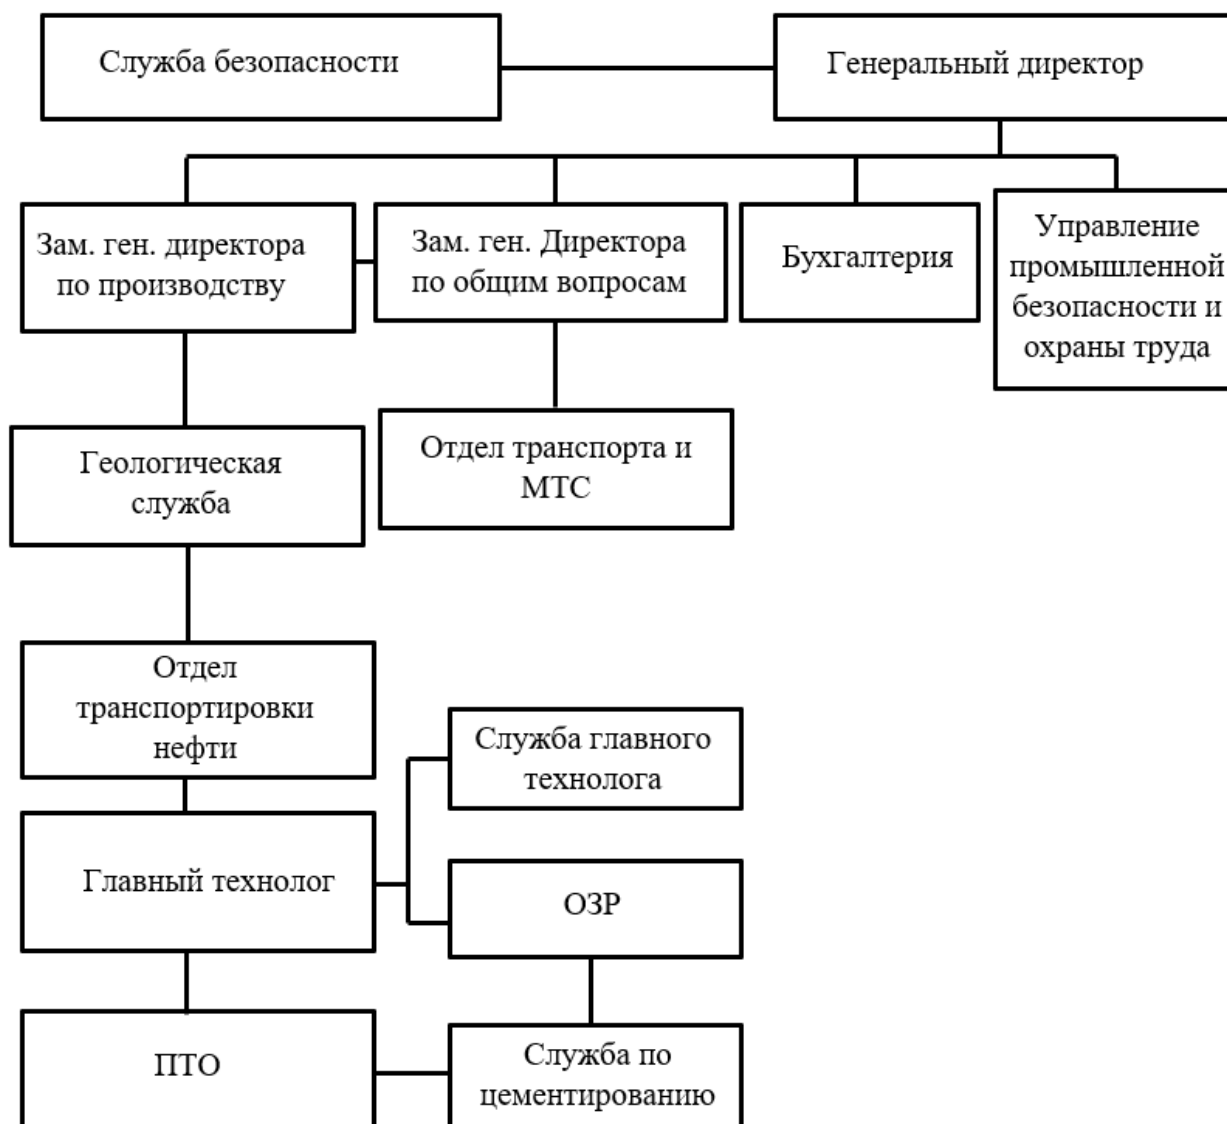 Служба безопасности
Генеральный директор
Зам. ген. директора
по производству
Зам. ген. Директора
по общим вопросам
Бухгалтерия
Управление
промышленной
безопасности и
охраны труда
Геологическая
служба
Отдел транспорта и
МТС
Отдел
транспортировки
нефти
Служба главного
технолога
Главный технолог
ОЗР
ПТО
Служба по
цементированию